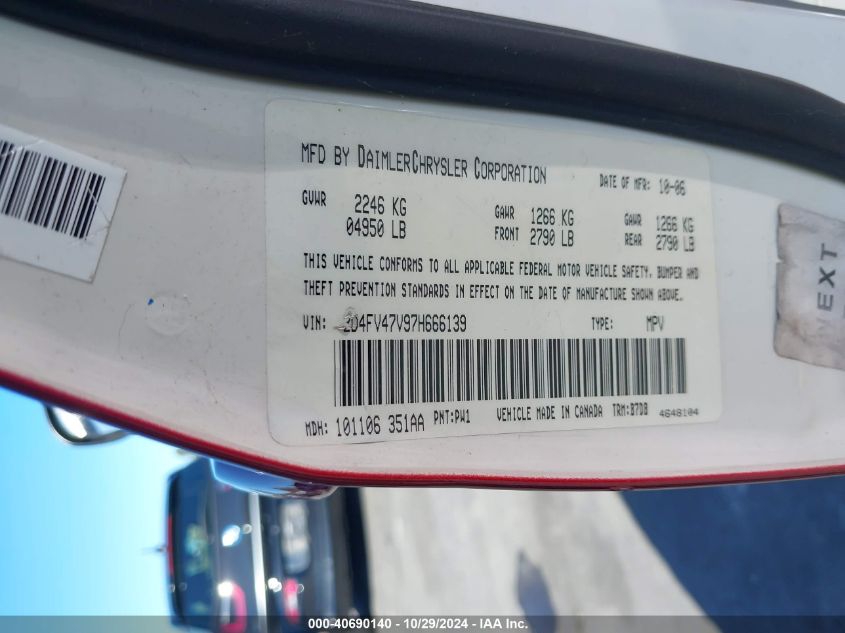 MFD BY DAIMLERCHRYSLER CORPORATION
DATE OF MFR: 10-06
GVWR 2246 KG
04950 LB
GAWR FRONT 1266 KG
2790 LB
GAWR REAR 1266 KG
2790 LB
THIS VEHICLE CONFORMS TO ALL APPLICABLE FEDERAL MOTOR VEHICLE SAFETY, BUMPER AND
THEFT PREVENTION STANDARDS IN EFFECT ON THE DATE OF MANUFACTURE SHOWN ABOVE.
VIN: D4FV47V97H666139 TYPE: MPV
MDH: 101106 351AA PNT:PW1 VEHICLE MADE IN CANADA TRM:B7DB 4648104
EXT
000-40690140 - 10/29/2024 - IAA Inc.